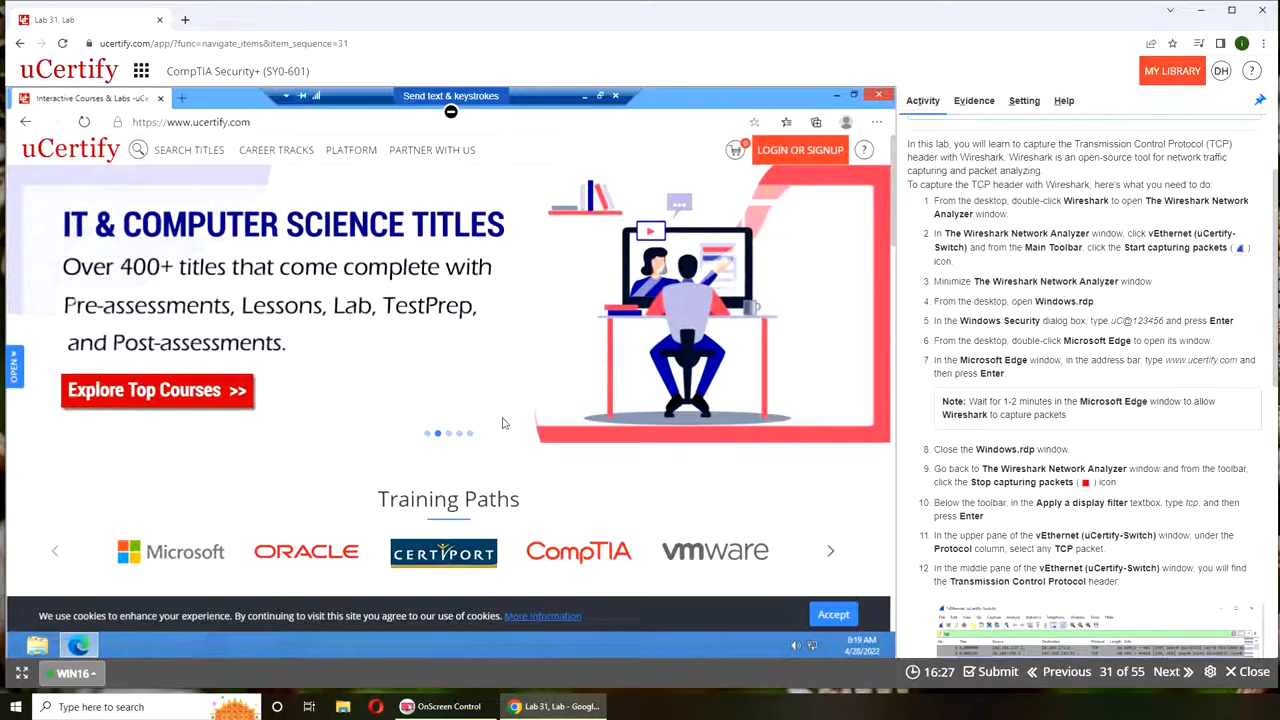 Lab 31, Lab
ucertify.com/app/?func=navigate_items&item_sequence=31
uCertify
CompTIA Security+ (SY0-601)
MY LIBRARY
DH
?
Interactive Courses & Labs -uCe
Send text & keystrokes
https://www.ucertify.com
uCertify
SEARCH TITLES
CAREER TRACKS
PLATFORM
PARTNER WITH US
0
LOGIN OR SIGNUP
?
IT & COMPUTER SCIENCE TITLES
Over 400+ titles that come complete with
Pre-assessments, Lessons, Lab, TestPrep,
and Post-assessments.
Explore Top Courses >>
OPEN
Training Paths
Microsoft
ORACLE
CERTIPORT
CompTIA
vmware
We use cookies to enhance your experience. By continuing to visit this site you agree to our use of cookies. More information
Accept
8:19 AM
4/28/2022
WIN16
Activity
Evidence
Setting
Help
In this lab, you will learn to capture the Transmission Control Protocol (TCP)
header with Wireshark. Wireshark is an open-source tool for network traffic
capturing and packet analyzing.
To capture the TCP header with Wireshark, here's what you need to do:
1 From the desktop, double-click Wireshark to open The Wireshark Network
Analyzer window.
2 In The Wireshark Network Analyzer window, click vEthernet (uCertify-
Switch) and from the Main Toolbar, click the Start capturing packets ( )
icon.
3. Minimize The Wireshark Network Analyzer window.
4. From the desktop, open Windows.rdp.
5. In the Windows Security dialog box, type uC@123456 and press Enter.
6. From the desktop, double-click Microsoft Edge to open its window.
7. In the Microsoft Edge window, in the address bar, type www.ucertify.com and
then press Enter.
Note: Wait for 1-2 minutes in the Microsoft Edge window to allow
Wireshark to capture packets.
8. Close the Windows.rdp window.
9. Go back to The Wireshark Network Analyzer window and from the toolbar,
click the Stop capturing packets ( ) icon
10. Below the toolbar, in the Apply a display filter textbox, type tcp, and then
press Enter.
11. In the upper pane of the vEthernet (uCertify-Switch) window, under the
Protocol column, select any TCP packet.
12 In the middle pane of the vEthernet (uCertify-Switch) window, you will find
the Transmission Control Protocol header.
16:27
Submit
Previous
31 of 55
Next
Close
Type here to search
OnScreen Control
Lab 31, Lab - Googl...